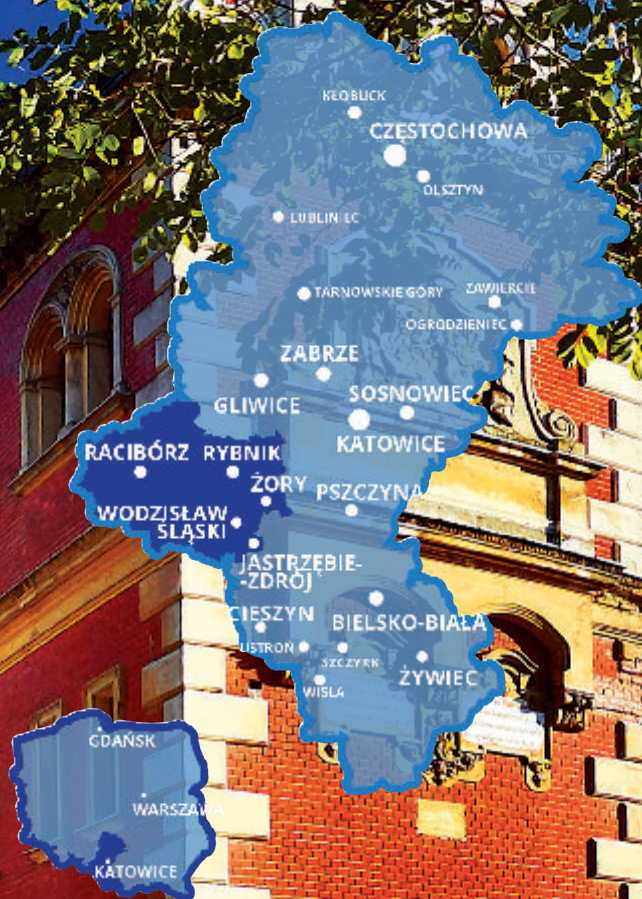 KŁOBUCK
CZĘSTOCHOWA
OLSZTYN
LUBLINIEC
TARNOWSKIE GÓRY
ZAWIERCIE
OGRODZIENIEC
ZABRZE
SOSNOWIEC
GLIWICE
KATOWICE
RACIBÓRZ
RYBNIK
ŻORY
PSZCZYNA
WODZISŁAW
ŚLĄSKI
JASTRZĘBIE-
-ZDRÓJ
CIESZYN
BIELSKO-BIAŁA
USTROŃ
SZCZYRK
ŻYWIEC
WISŁA
GDAŃSK
WARSZAWA
KATOWICE